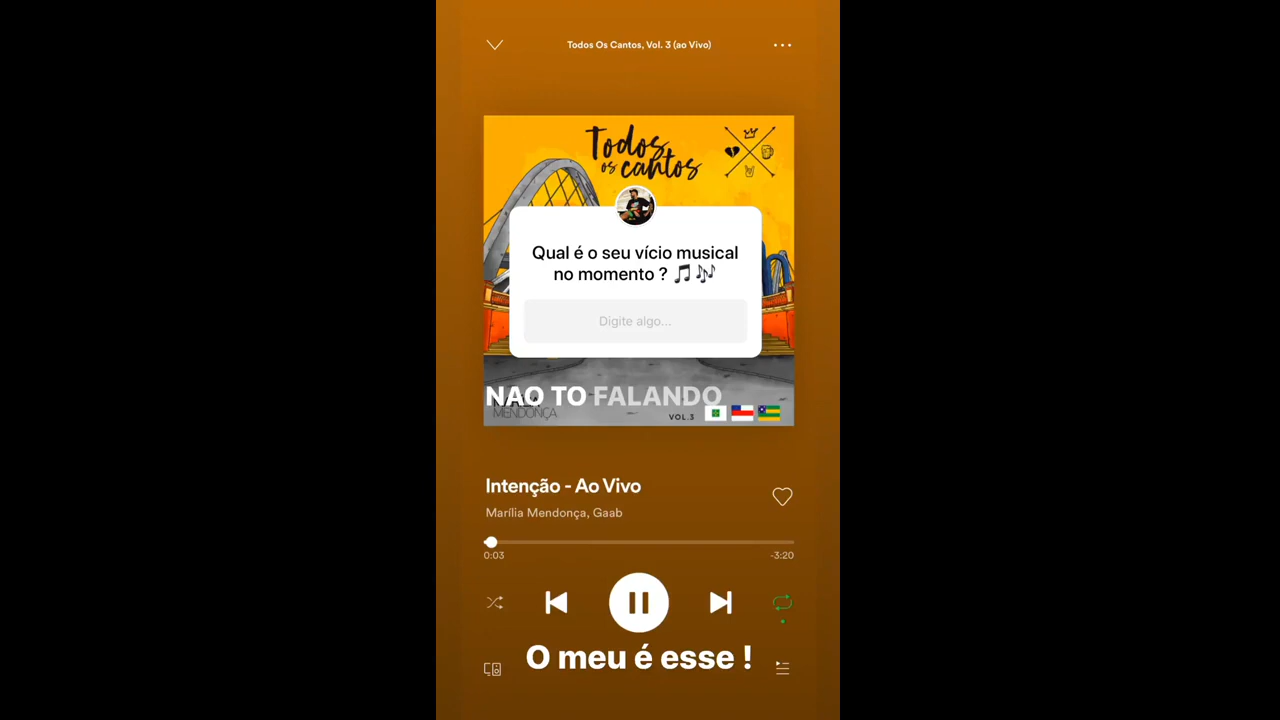 Todos Os Cantos, Vol. 3 (ao Vivo)
Todos
os cantos
Qual é o seu vício musical
no momento ? 🎵🎶
Digite algo...
NAO TO FALANDO
MENDONÇA
VOL.3
Intenção - Ao Vivo
Marília Mendonça, Gaab
0:03
-3:20
O meu é esse !